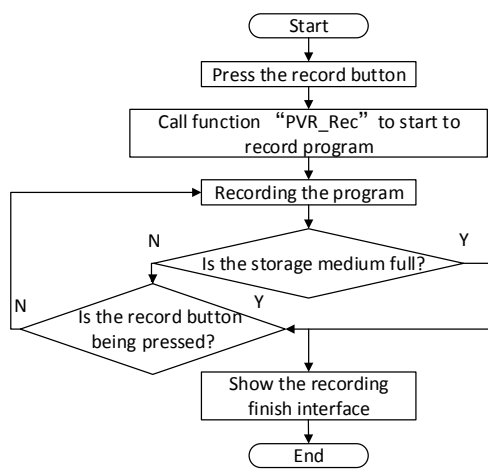 Start
Press the record button
Call function “PVR_Rec” to start to
record program
Recording the program
N
Y
Is the storage medium full?
N
Y
Is the record button
being pressed?
Show the recording
finish interface
End